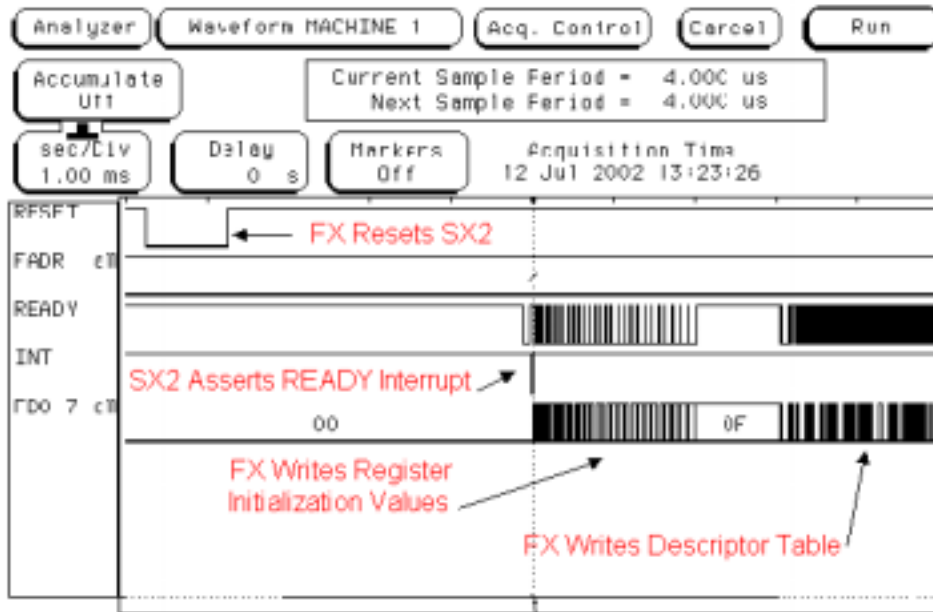 Analyzer Waveform MACHINE 1 Acq. Control Cancel Run
Accumulate
Off
Current Sample Period = 4.000 us
Next Sample Period = 4.000 us
sec/Div
1.00 ms
Delay
0 s
Markers
Off
Acquisition Time
12 Jul 2002 13:23:26
RESET
FX Resets SX2
FADR
READY
INT
SX2 Asserts READY Interrupt
00
0F
FX Writes Register
Initialization Values
FX Writes Descriptor Table